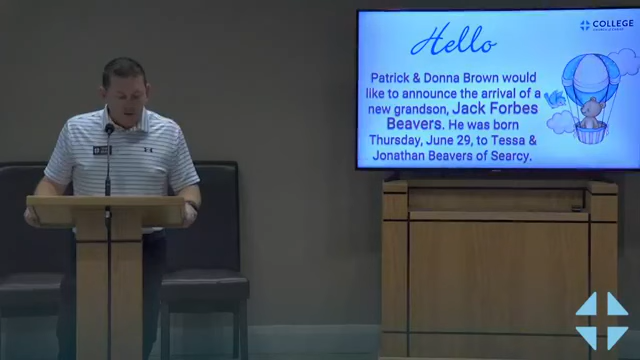 Hello
COLLEGE
Patrick & Donna Brown would
like to announce the arrival of a
new grandson, Jack Forbes
Beavers. He was born
Thursday, June 29, to Tessa &
Jonathan Beavers of Searcy.